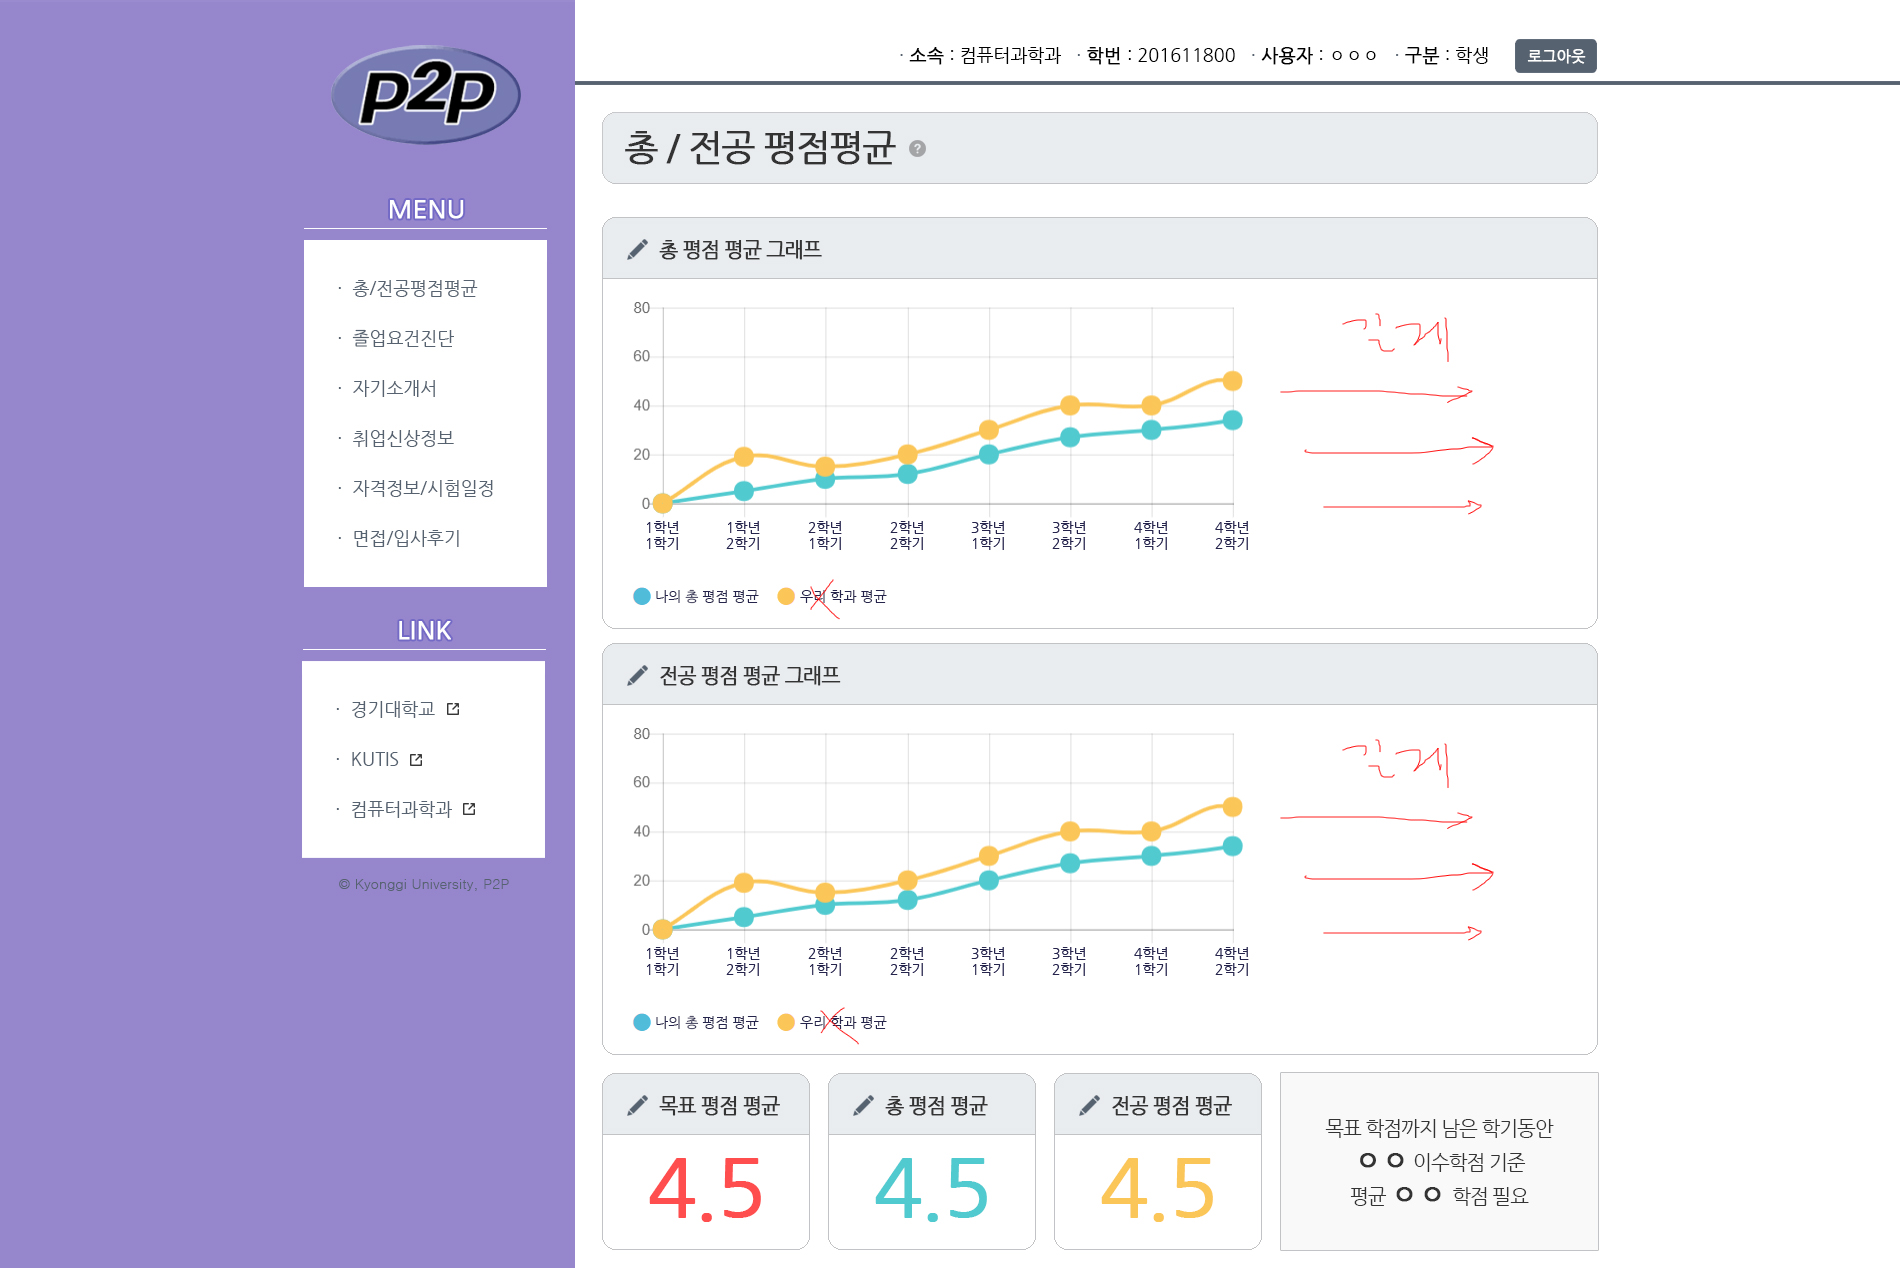 p2p
MENU
· 총/전공평점평균
· 졸업요건진단
· 자기소개서
· 취업신상정보
· 자격정보/시험일정
· 면접/입사후기
LINK
· 경기대학교
· KUTIS
· 컴퓨터과학과
© Kyonggi University, P2P
· 소속 : 컴퓨터과학과 · 학번 : 201611800 · 사용자 : ㅇㅇㅇ · 구분 : 학생 로그아웃
총 / 전공 평점평균 ?
총 평점 평균 그래프
80
60
40
20
0
1학년 1학년 2학년 2학년 3학년 3학년 4학년 4학년
1학기 2학기 1학기 2학기 1학기 2학기 1학기 2학기
나의 총 평점 평균 우리 학과 평균
길게
전공 평점 평균 그래프
80
60
40
20
0
1학년 1학년 2학년 2학년 3학년 3학년 4학년 4학년
1학기 2학기 1학기 2학기 1학기 2학기 1학기 2학기
나의 총 평점 평균 우리 학과 평균
길게
목표 평점 평균
4.5
총 평점 평균
4.5
전공 평점 평균
4.5
목표 학점까지 남은 학기동안
ㅇㅇ 이수학점 기준
평균 ㅇㅇ 학점 필요